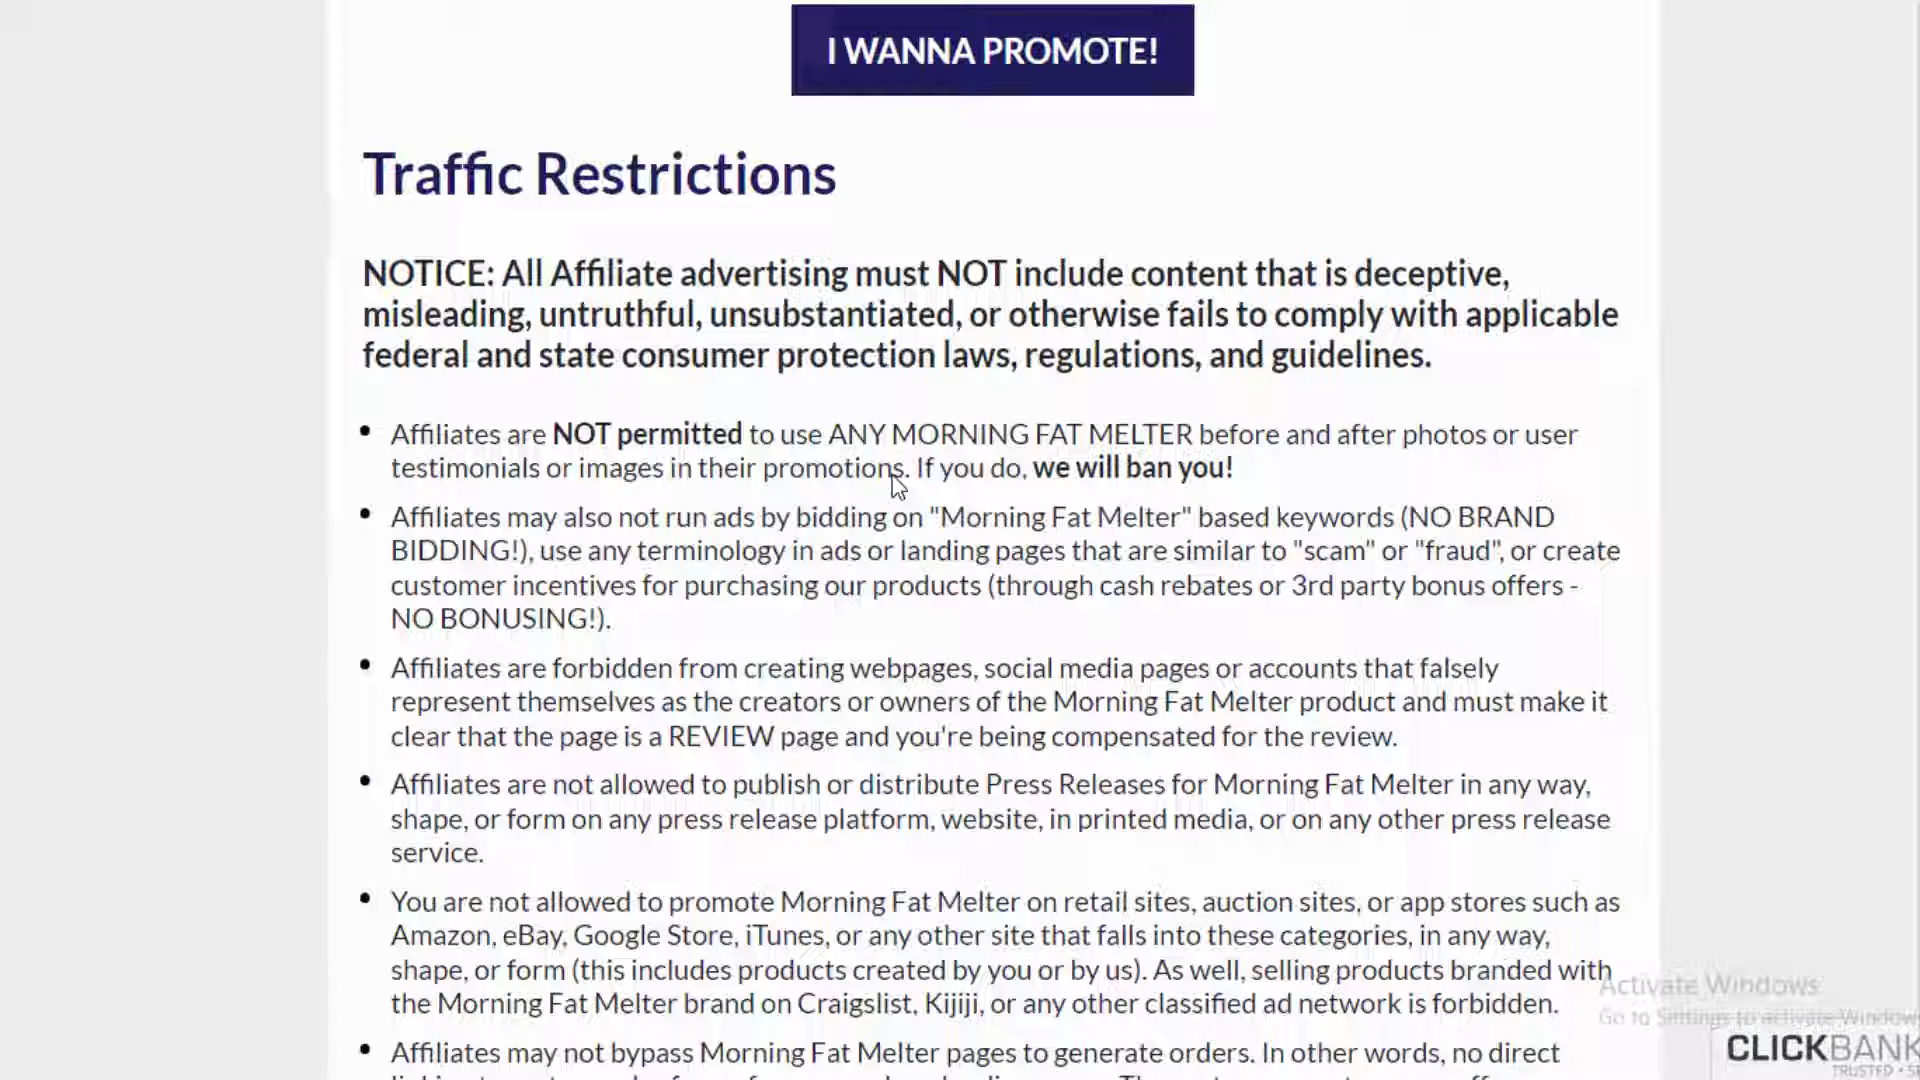 I WANNA PROMOTE!
Traffic Restrictions
NOTICE: All Affiliate advertising must NOT include content that is deceptive,
misleading, untruthful, unsubstantiated, or otherwise fails to comply with applicable
federal and state consumer protection laws, regulations, and guidelines.
• Affiliates are NOT permitted to use ANY MORNING FAT MELTER before and after photos or user
testimonials or images in their promotions. If you do, we will ban you!
• Affiliates may also not run ads by bidding on "Morning Fat Melter" based keywords (NO BRAND
BIDDING!), use any terminology in ads or landing pages that are similar to "scam" or "fraud", or create
customer incentives for purchasing our products (through cash rebates or 3rd party bonus offers -
NO BONUSING!).
• Affiliates are forbidden from creating webpages, social media pages or accounts that falsely
represent themselves as the creators or owners of the Morning Fat Melter product and must make it
clear that the page is a REVIEW page and you're being compensated for the review.
• Affiliates are not allowed to publish or distribute Press Releases for Morning Fat Melter in any way,
shape, or form on any press release platform, website, in printed media, or on any other press release
service.
• You are not allowed to promote Morning Fat Melter on retail sites, auction sites, or app stores such as
Amazon, eBay, Google Store, iTunes, or any other site that falls into these categories, in any way,
shape, or form (this includes products created by you or by us). As well, selling products branded with
the Morning Fat Melter brand on Craigslist, Kijiji, or any other classified ad network is forbidden.
Activate Windows
Go to Settings to activate Windows
• Affiliates may not bypass Morning Fat Melter pages to generate orders. In other words, no direct
CLICKBANK
TRUSTED